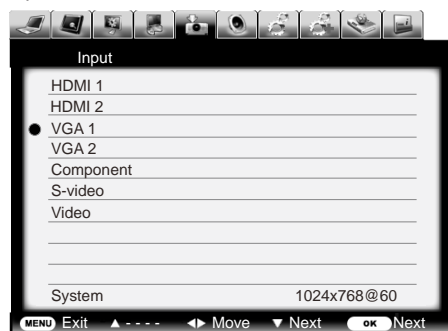 Input
HDMI 1
HDMI 2
VGA 1
VGA 2
Component
S-video
Video
System 1024x768@60
MENU Exit ▲ - - - - ◄► Move ▼ Next OK Next